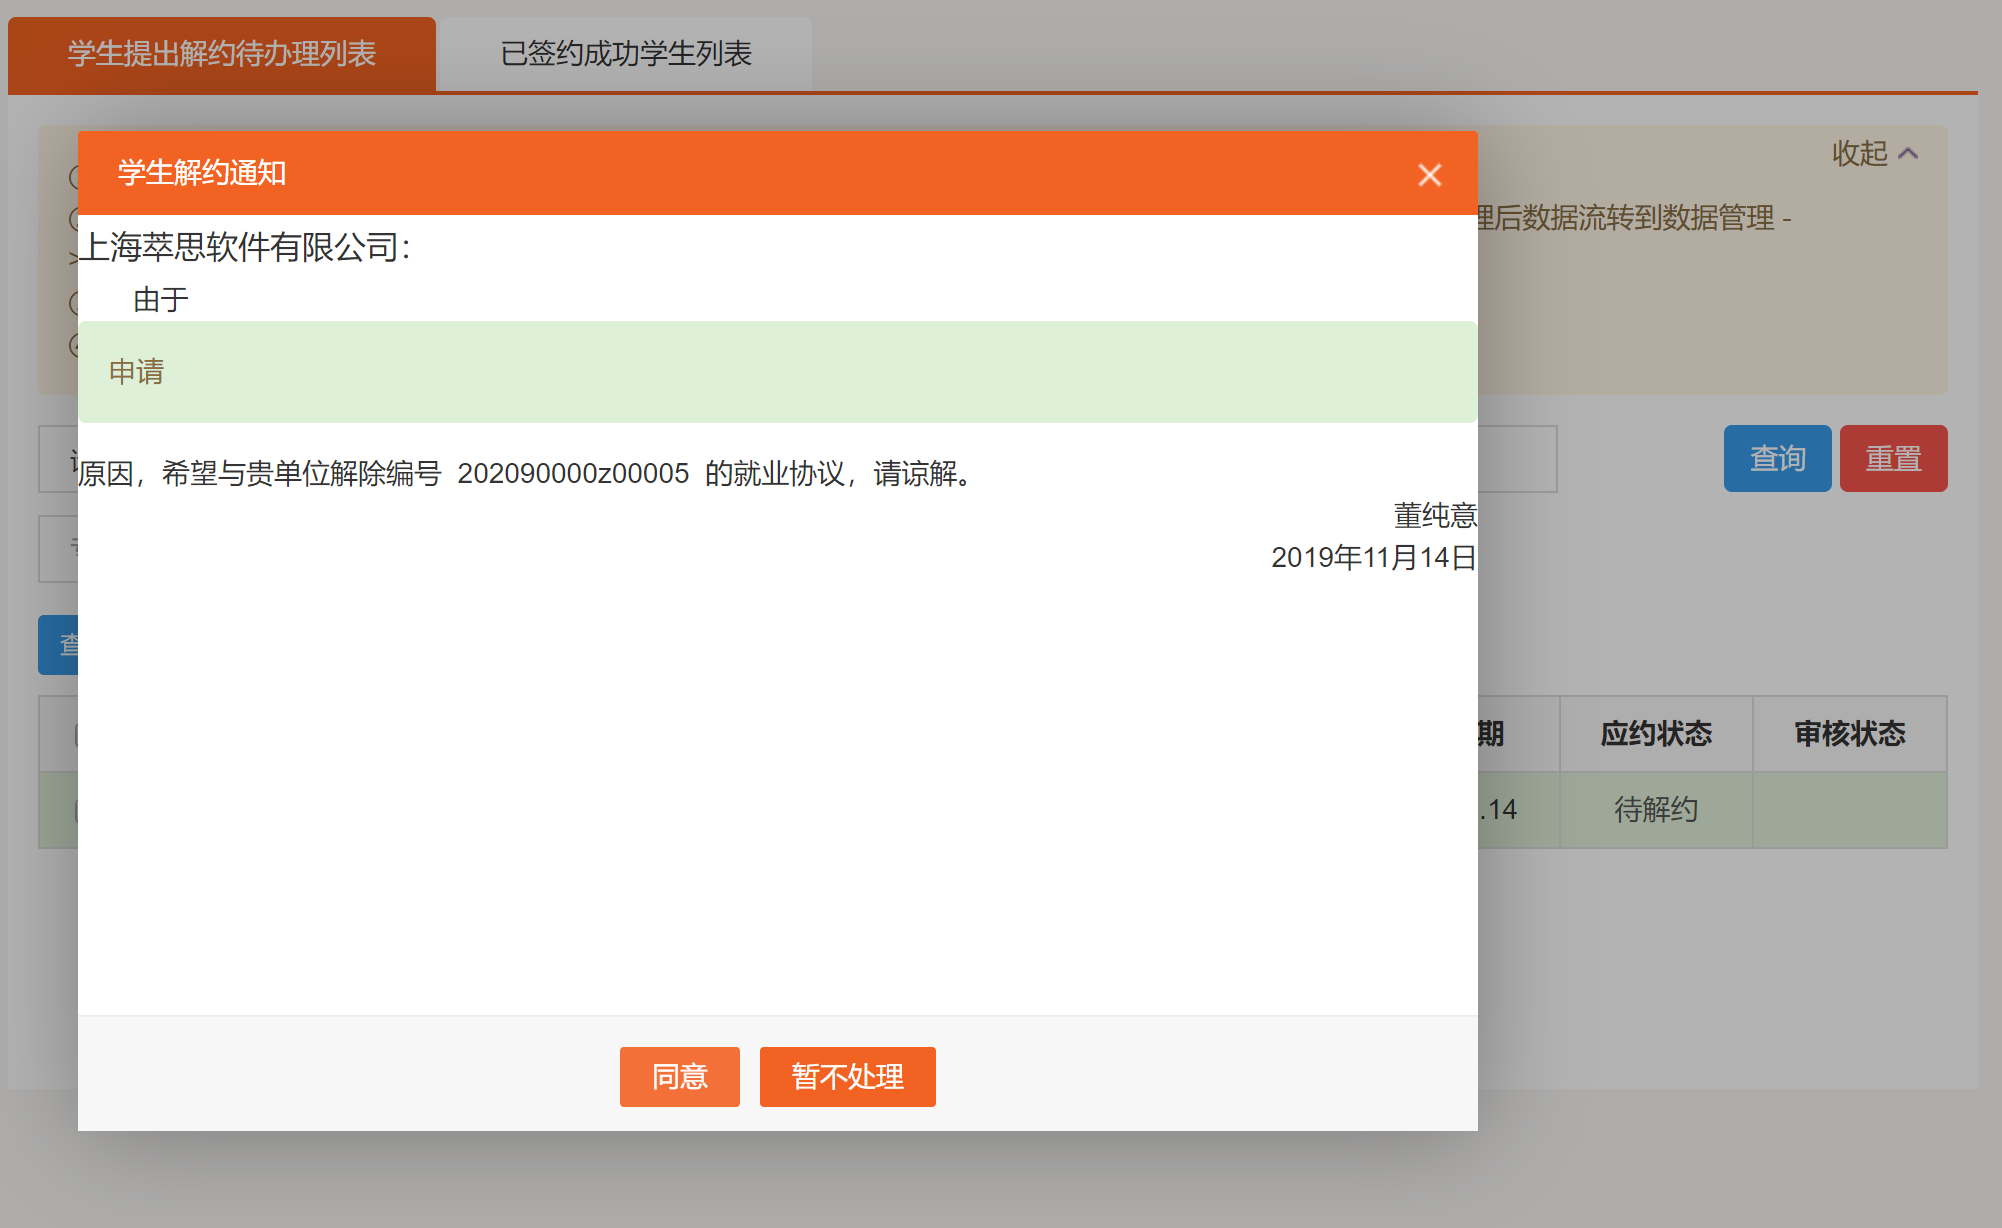 学生提出解约待办理列表
已签约成功学生列表
收起
理后数据流转到数据管理 -
>
学生解约通知
上海萃思软件有限公司：
由于
申请
原因，希望与贵单位解除编号 202090000z00005 的就业协议，请谅解。
董纯意
2019年11月14日
查询
重置
查
期
应约状态
审核状态
.14
待解约
同意
暂不处理